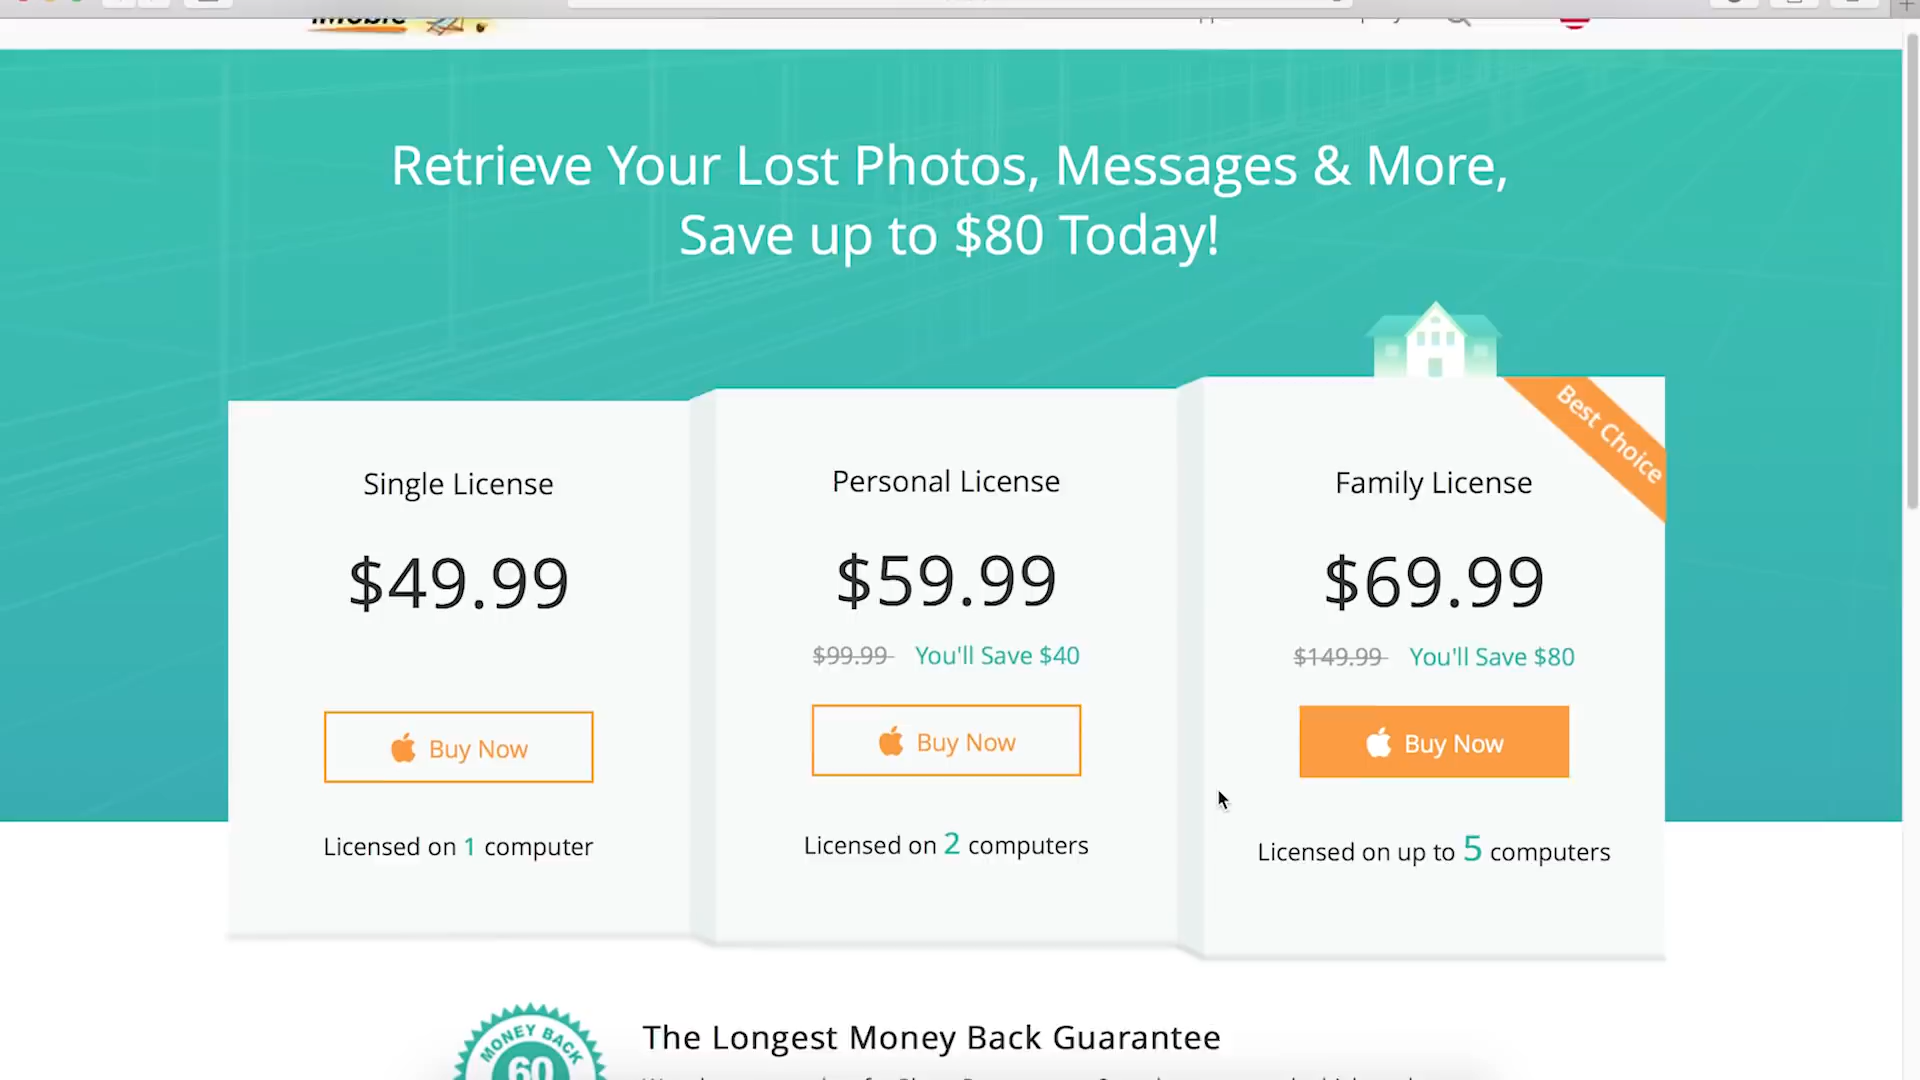 Retrieve Your Lost Photos, Messages & More,
Save up to $80 Today!
Best Choice
Single License
$49.99
Buy Now
Licensed on 1 computer
Personal License
$59.99
$99.99 You'll Save $40
Buy Now
Licensed on 2 computers
Family License
$69.99
$149.99 You'll Save $80
Buy Now
Licensed on up to 5 computers
MONEY BACK
60
The Longest Money Back Guarantee